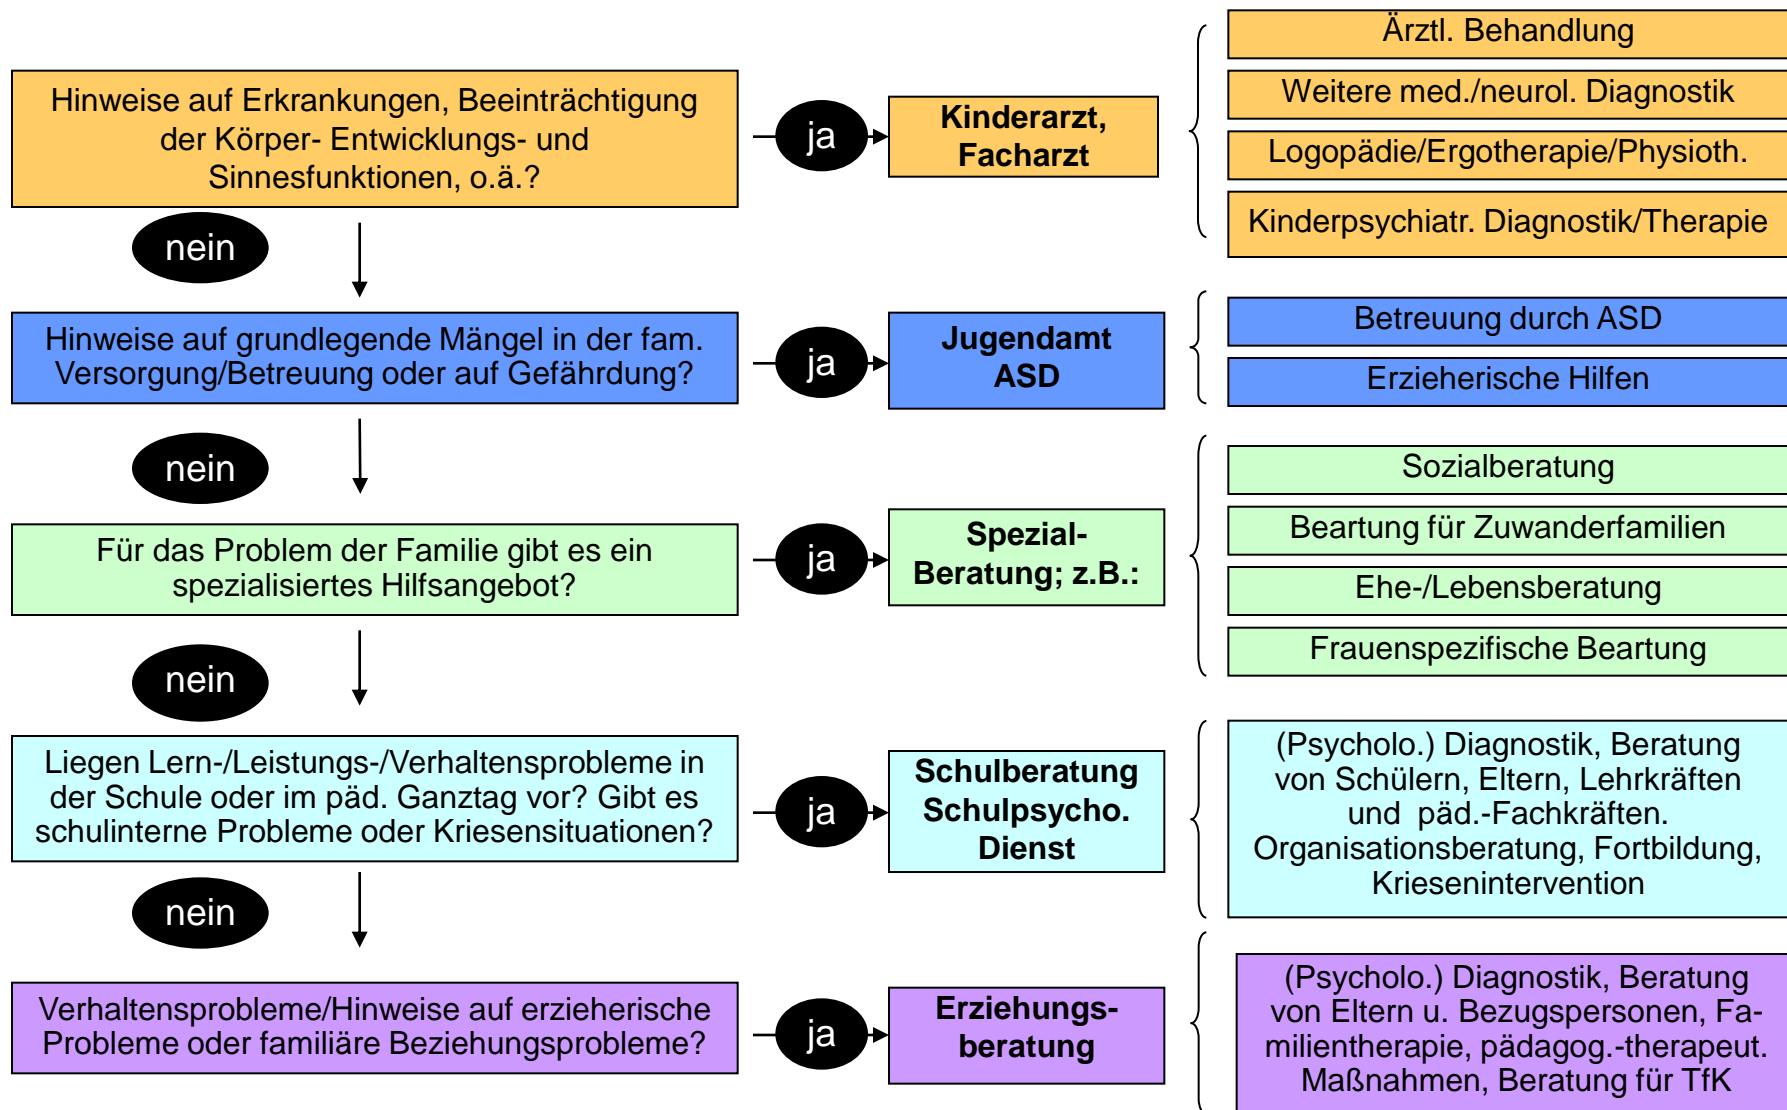 Hinweise auf Erkrankungen, Beeinträchtigung
der Körper- Entwicklungs- und
Sinnesfunktionen, o.ä.?
ja
Kinderarzt,
Facharzt
Ärztl. Behandlung
Weitere med./neurol. Diagnostik
Logopädie/Ergotherapie/Physioth.
Kinderpsychiatr. Diagnostik/Therapie
nein
Hinweise auf grundlegende Mängel in der fam.
Versorgung/Betreuung oder auf Gefährdung?
ja
Jugendamt
ASD
Betreuung durch ASD
Erzieherische Hilfen
nein
Für das Problem der Familie gibt es ein
spezialisiertes Hilfsangebot?
ja
Spezial-
Beratung; z.B.:
Sozialberatung
Beartung für Zuwanderfamilien
Ehe-/Lebensberatung
Frauenspezifische Beartung
nein
Liegen Lern-/Leistungs-/Verhaltensprobleme in
der Schule oder im päd. Ganztag vor? Gibt es
schulinterne Probleme oder Kriesensituationen?
ja
Schulberatung
Schulpsycho.
Dienst
(Psycholo.) Diagnostik, Beratung
von Schülern, Eltern, Lehrkräften
und päd.-Fachkräften.
Organisationsberatung, Fortbildung,
Kriesenintervention
nein
Verhaltensprobleme/Hinweise auf erzieherische
Probleme oder familiäre Beziehungsprobleme?
ja
Erziehungs-
beratung
(Psycholo.) Diagnostik, Beratung
von Eltern u. Bezugspersonen, Fa-
milientherapie, pädagog.-therapeut.
Maßnahmen, Beratung für TfK